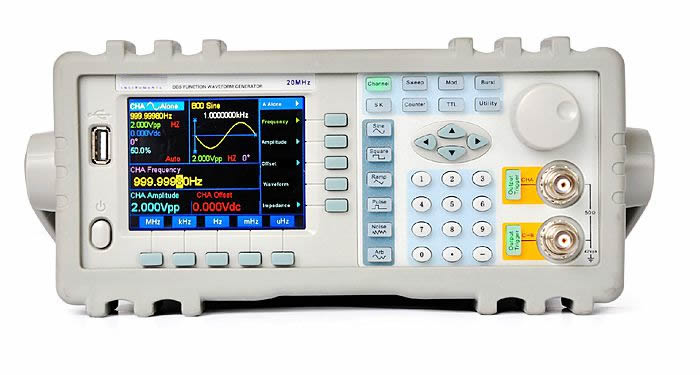 INSTRUMENTS DDS FUNCTION WAVEFORM GENERATOR 20MHz
CHA Alone B00 Sine A Alone
999.99980Hz 1.0000000kHz
2.000Vpp HZ Frequency
0.000Vdc
0° Amplitude
50.0%
Auto 2.000Vpp HZ 0° Offset
CHA Frequency
999.99980Hz Waveform
CHA Amplitude CHA Offset
2.000Vpp 0.000Vdc Impedance
MHz kHz Hz mHz uHz
Channel Sweep Mod Burst
SK Counter TTL Utility
Sine
Square
Ramp
Pulse
Noise
Arb
1 2 3
4 5 6
7 8 9
0 • −
Output
Trigger
CHA
50Ω
Output
Trigger
CHB
42Vpk